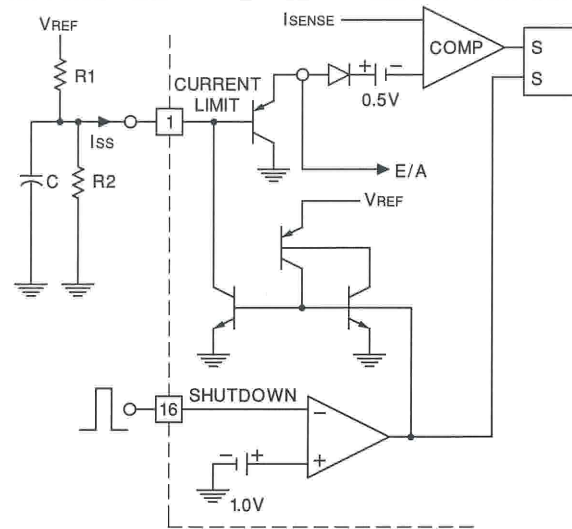 VREF
R1
CURRENT
LIMIT
ISS
1
C
R2
ISENSE
COMP
S
S
+
−
0.5V
E/A
VREF
16
SHUTDOWN
−
+
−
+
1.0V